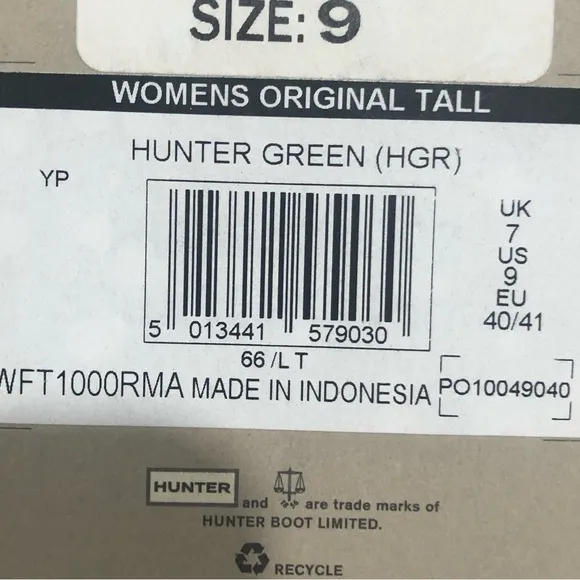 SIZE: 9
WOMENS ORIGINAL TALL
HUNTER GREEN (HGR)
YP
UK
7
US
9
EU
40/41
5 013441 579030
66 /L T
WFT1000RMA MADE IN INDONESIA
PO10049040
HUNTER and are trade marks of
HUNTER BOOT LIMITED.
RECYCLE